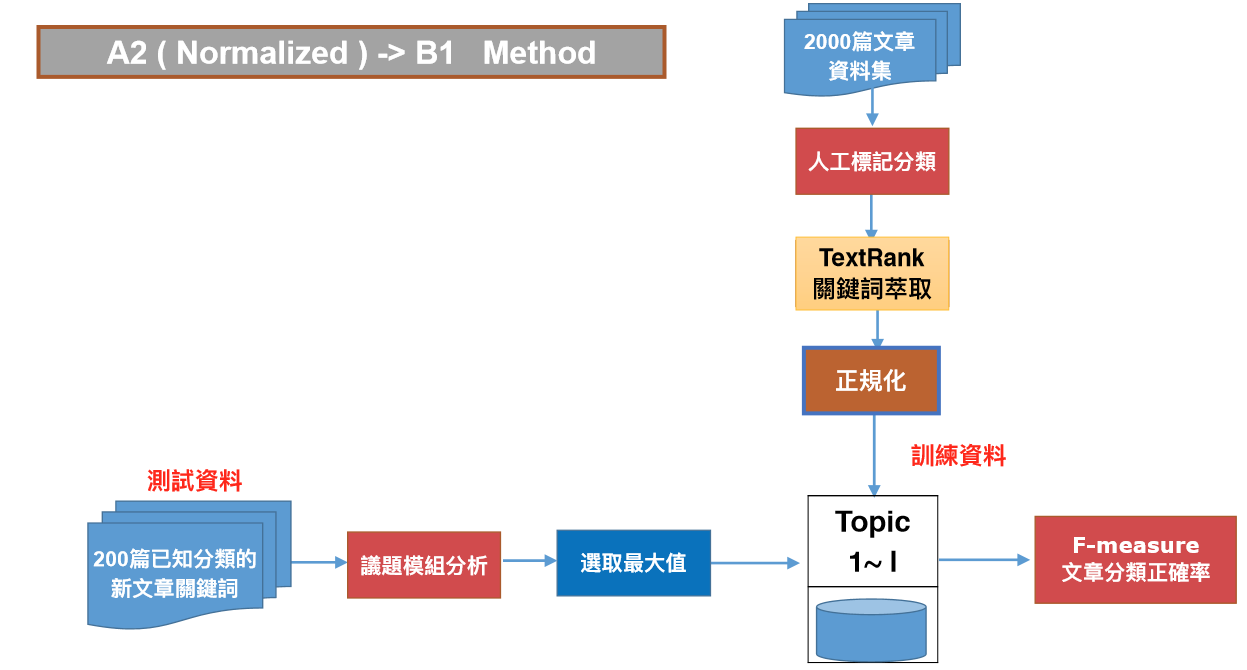 A2 ( Normalized ) -> B1 Method
2000篇文章
資料集
人工標記分類
TextRank
關鍵詞萃取
正規化
訓練資料
測試資料
200篇已知分類的
新文章關鍵詞
議題模組分析
選取最大值
Topic
1~ I
F-measure
文章分類正確率